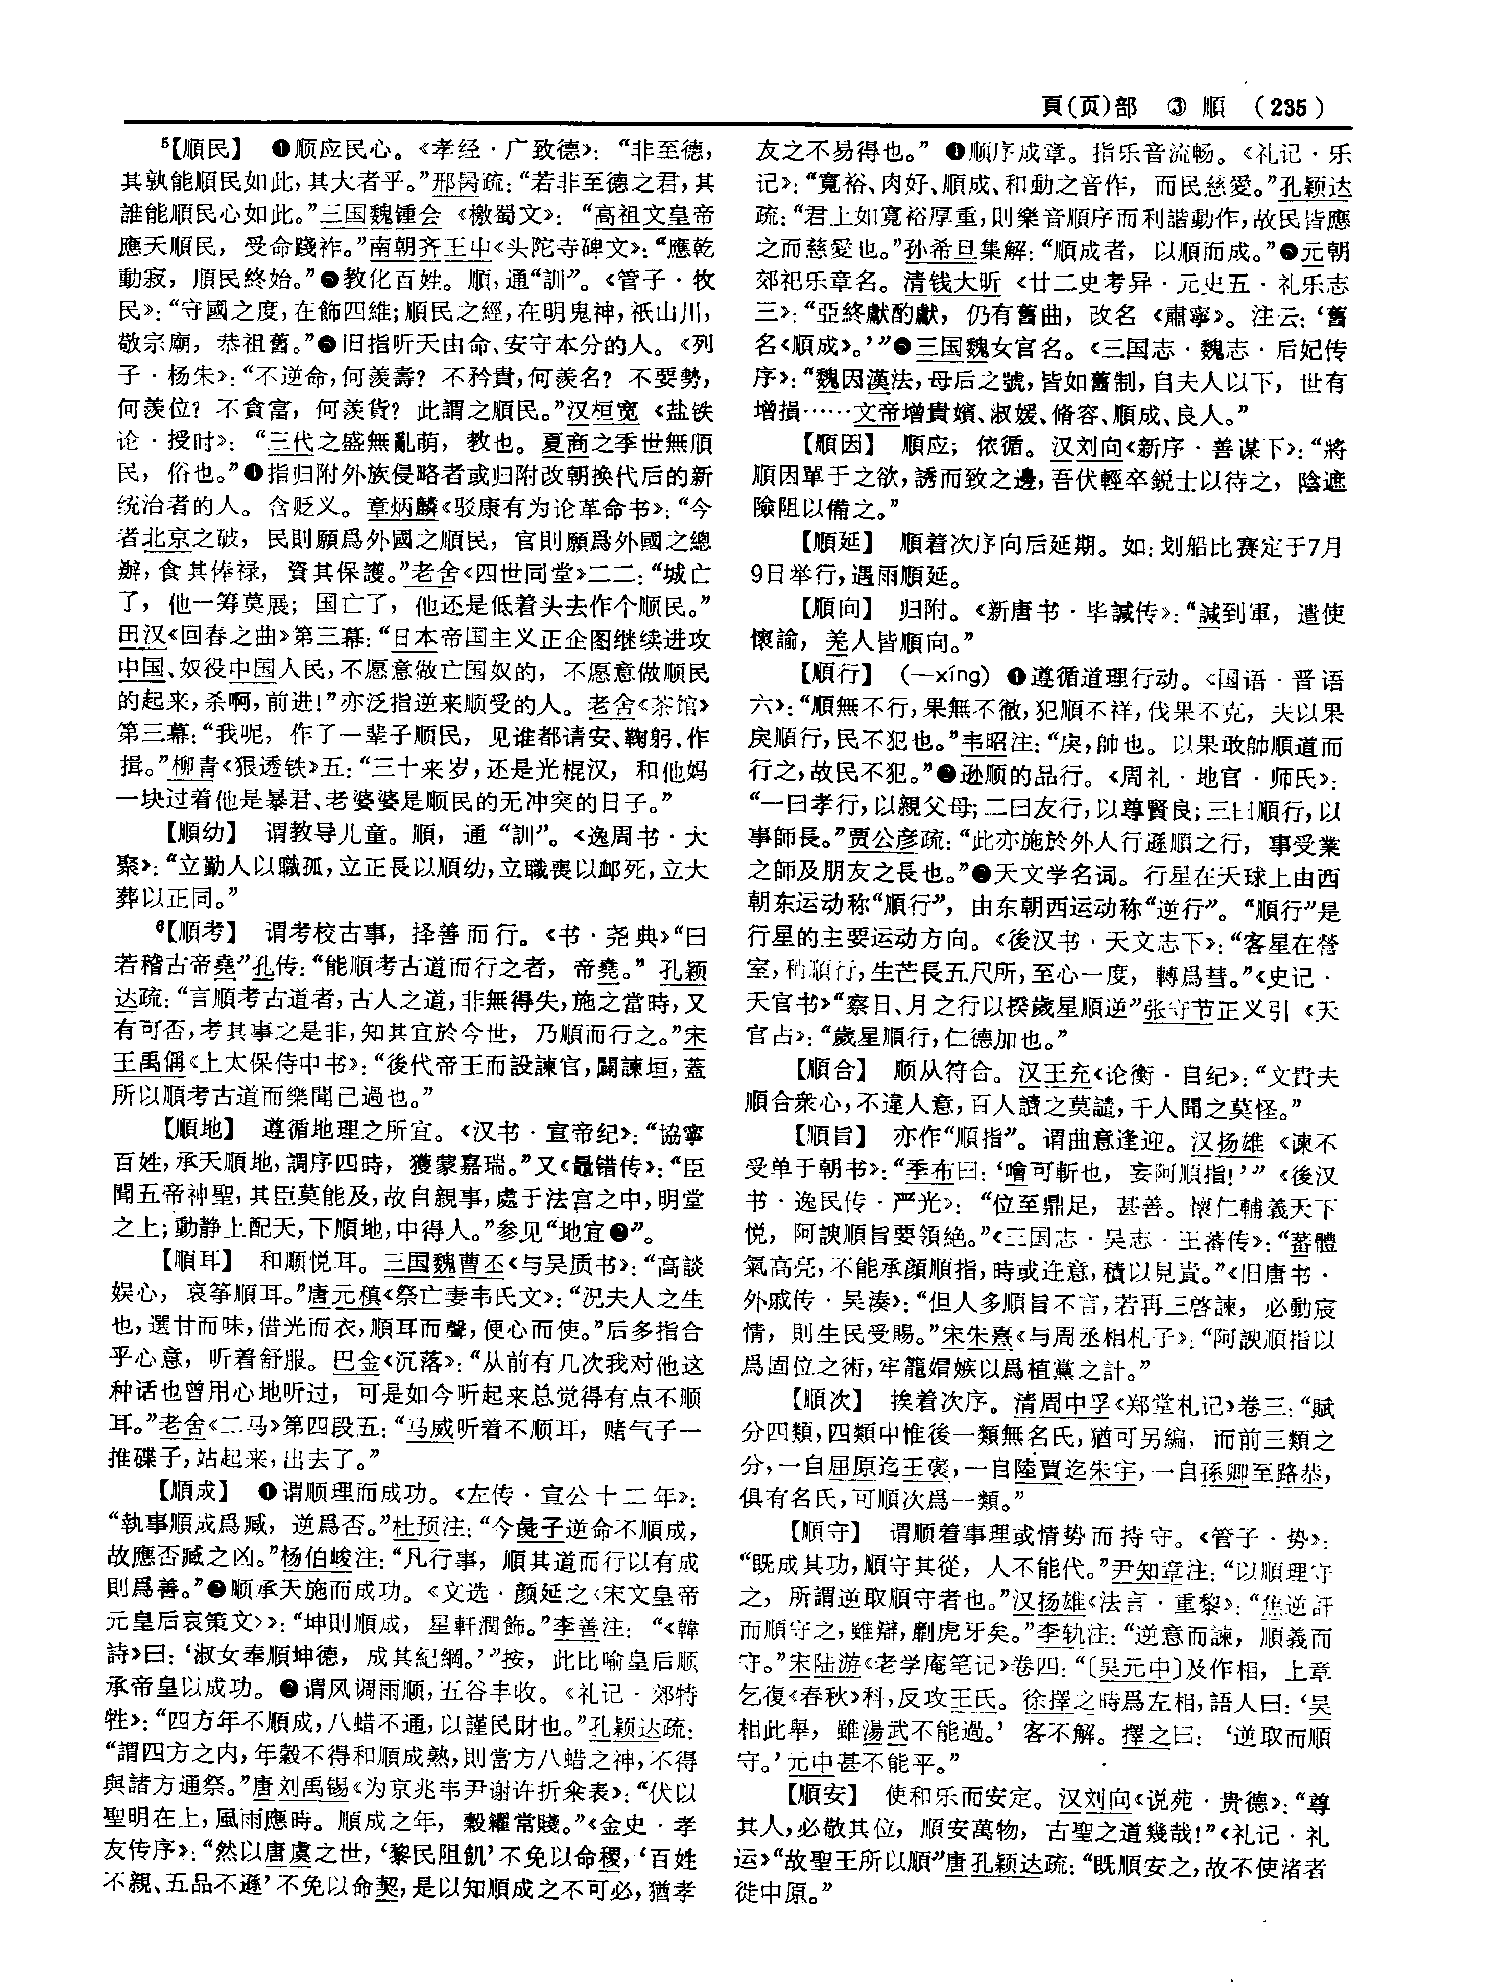 頁(页)部 ③ 順 (235)
⁵【順民】 ❶顺应民心。《孝经·广致德》：“非至德，
其孰能順民如此，其大者乎。”邢昺疏：“若非至德之君，其
誰能順民心如此。”三国魏锺会《檄蜀文》：“高祖文皇帝
應天順民，受命踐祚。”南朝齐王屮《头陀寺碑文》：“應乾
動寂，順民終始。”❷教化百姓。順，通“訓”。《管子·牧
民》：“守國之度，在飾四維；順民之經，在明鬼神，祇山川，
敬宗廟，恭祖舊。”❸旧指听天由命、安守本分的人。《列
子·杨朱》：“不逆命，何羨壽？不矜貴，何羨名？不要勢，
何羨位？不貪富，何羨貨？此謂之順民。”汉桓宽《盐铁
论·授时》：“三代之盛無亂萌，教也。夏商之季世無順
民，俗也。”❹指归附外族侵略者或归附改朝换代后的新
统治者的人。含贬义。章炳麟《驳康有为论革命书》：“今
者北京之破，民則願爲外國之順民，官則願爲外國之總
辦，食其俸禄，資其保護。”老舍《四世同堂》二二：“城亡
了，他一筹莫展；国亡了，他还是低着头去作个顺民。”
田汉《回春之曲》第三幕：“日本帝国主义正企图继续进攻
中国、奴役中国人民，不愿意做亡国奴的，不愿意做顺民
的起来，杀啊，前进！”亦泛指逆来顺受的人。老舍《茶馆》
第三幕：“我呢，作了一辈子顺民，见谁都请安、鞠躬、作
揖。”柳青《狠透铁》五：“三十来岁，还是光棍汉，和他妈
一块过着他是暴君、老婆婆是顺民的无冲突的日子。”
【順幼】 谓教导儿童。順，通“訓”。《逸周书·大
聚》：“立勤人以職孤，立正長以順幼，立職喪以卹死，立大
葬以正同。”
⁶【順考】 谓考校古事，择善而行。《书·尧典》“曰
若稽古帝堯”孔传：“能順考古道而行之者，帝堯。”孔颖
达疏：“言順考古道者，古人之道，非無得失，施之當時，又
有可否，考其事之是非，知其宜於今世，乃順而行之。”宋
王禹偁《上太保侍中书》：“後代帝王而設諫官，闢諫垣，蓋
所以順考古道而樂聞己過也。”
【順地】 遵循地理之所宜。《汉书·宣帝纪》：“協寧
百姓，承天順地，調序四時，獲蒙嘉瑞。”又《鼂错传》：“臣
聞五帝神聖，其臣莫能及，故自親事，處于法宫之中，明堂
之上；動静上配天，下順地，中得人。”参见“地宜❷”。
【順耳】 和顺悦耳。三国魏曹丕《与吴质书》：“高談
娱心，哀筝順耳。”唐元稹《祭亡妻韦氏文》：“況夫人之生
也，選甘而味，借光而衣，順耳而聲，便心而使。”后多指合
乎心意，听着舒服。巴金《沉落》：“从前有几次我对他这
种话也曾用心地听过，可是如今听起来总觉得有点不顺
耳。”老舍《二马》第四段五：“马威听着不顺耳，赌气子一
推碟子，站起来，出去了。”
【順成】 ❶谓顺理而成功。《左传·宣公十二年》：
“執事順成爲臧，逆爲否。”杜预注：“今彘子逆命不順成，
故應否臧之凶。”杨伯峻注：“凡行事，順其道而行以有成
則爲善。”❷顺承天施而成功。《文选·颜延之〈宋文皇帝
元皇后哀策文〉》：“坤則順成，星軒潤飾。”李善注：“《韓
詩》曰：‘淑女奉順坤德，成其紀綱。’”按，此比喻皇后顺
承帝皇以成功。❸谓风调雨顺，五谷丰收。《礼记·郊特
牲》：“四方年不順成，八蜡不通，以謹民財也。”孔颖达疏：
“謂四方之内，年穀不得和順成熟，則當方八蜡之神，不得
與諸方通祭。”唐刘禹锡《为京兆韦尹谢许折籴表》：“伏以
聖明在上，風雨應時。順成之年，穀糴常賤。”《金史·孝
友传序》：“然以唐虞之世，‘黎民阻飢’不免以命稷，‘百姓
不親、五品不遜’不免以命契，是以知順成之不可必，猶孝
友之不易得也。”❹顺序成章。指乐音流畅。《礼记·乐
记》：“寬裕、肉好、順成、和動之音作，而民慈愛。”孔颖达
疏：“君上如寬裕厚重，則樂音順序而和諧動作，故民皆應
之而慈愛也。”孙希旦集解：“順成者，以順而成。”❺元朝
郊祀乐章名。清钱大昕《廿二史考异·元史五·礼乐志
三》：“亞終獻酌獻，仍有舊曲，改名《肅寧》。注云：‘舊
名《順成》。’”❻三国魏女官名。《三国志·魏志·后妃传
序》：“魏因漢法，母后之號，皆如舊制，自夫人以下，世有
增損……文帝增貴嬪、淑媛、脩容、順成、良人。”
【順因】 顺应；依循。汉刘向《新序·善谋下》：“將
順因單于之欲，誘而致之邊，吾伏輕卒鋭士以待之，陰遮
險阻以備之。”
【順延】 顺着次序向后延期。如：划船比赛定于7月
9日举行，遇雨顺延。
【順向】 归附。《新唐书·毕諴传》：“諴到軍，遣使
懷諭，羌人皆順向。”
【順行】 （—xíng）❶遵循道理行动。《国语·晋语
六》：“順無不行，果無不徹，犯順不祥，伐果不克，夫以果
戾順行，民不犯也。”韦昭注：“戾，帥也。以果敢帥順道而
行之，故民不犯。”❷逊顺的品行。《周礼·地官·师氏》：
“一曰孝行，以親父母；二曰友行，以尊賢良；三曰順行，以
事師長。”贾公彦疏：“此亦施於外人行遜順之行，事受業
之師及朋友之長也。”❸天文学名词。行星在天球上由西
朝东运动称“順行”，由东朝西运动称“逆行”。“順行”是
行星的主要运动方向。《後汉书·天文志下》：“客星在營
室，稍順行，生芒長五尺所，至心一度，轉爲彗。”《史记·
天官书》“察日、月之行以揆歲星順逆”张守节正义引《天
官占》：“歲星順行，仁德加也。”
【順合】 顺从符合。汉王充《论衡·自纪》：“文貴夫
順合衆心，不違人意，百人讀之莫譴，千人聞之莫怪。”
【順旨】 亦作“順指”。谓曲意逢迎。汉扬雄《諫不
受单于朝书》：“季布曰：‘噲可斬也，妄阿順指！’”《後汉
书·逸民传·严光》：“位至鼎足，甚善。懷仁輔義天下
悦，阿諛順旨要領絶。”《三国志·吴志·王蕃传》：“蕃體
氣高亮，不能承顔順指，時或迕意，積以見責。”《旧唐书·
外戚传·吴湊》：“但人多順旨不言，若再三啓諫，必動宸
情，則生民受賜。”宋朱熹《与周丞相札子》：“阿諛順指以
爲固位之術，牢籠媢嫉以爲植黨之計。”
【順次】 挨着次序。清周中孚《郑堂札记》卷三：“賦
分四類，四類中惟後一類無名氏，猶可另編，而前三類之
分，一自屈原迄王褒，一自陸賈迄朱宇，一自孫卿至路恭，
俱有名氏，可順次爲一類。”
【順守】 谓顺着事理或情势而持守。《管子·势》：
“既成其功，順守其從，人不能代。”尹知章注：“以順理守
之，所謂逆取順守者也。”汉扬雄《法言·重黎》：“焦逆訐
而順守之，雖辯，劘虎牙矣。”李轨注：“逆意而諫，順義而
守。”宋陆游《老学庵笔记》卷四：“〔吴元中〕及作相，上章
乞復《春秋》科，反攻王氏。徐擇之時爲左相，語人曰：‘吴
相此舉，雖湯武不能過。’客不解。擇之曰：‘逆取而順
守。’元中甚不能平。”
【順安】 使和乐而安定。汉刘向《说苑·贵德》：“尊
其人，必敬其位，順安萬物，古聖之道幾哉！”《礼记·礼
运》“故聖王所以順”唐孔颖达疏：“既順安之，故不使渚者
徙中原。”